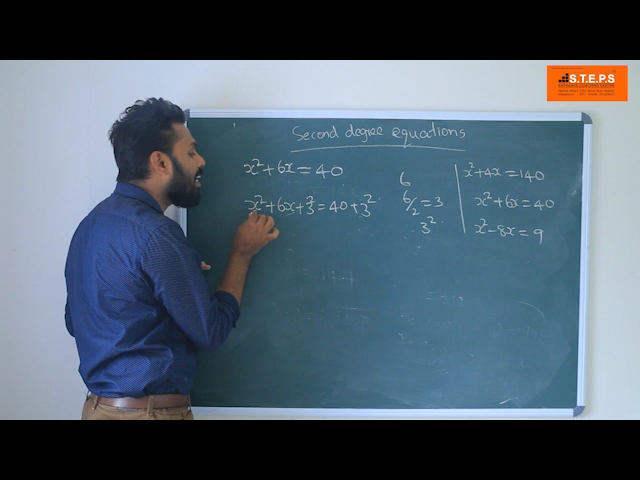 S.T.E.P.S
Second degree equations
x² + 6x = 40
x² + 6x + 3² = 40 + 3²
6
6/2 = 3
3²
x² + 4x = 140
x² + 6x = 40
x² - 8x = 9